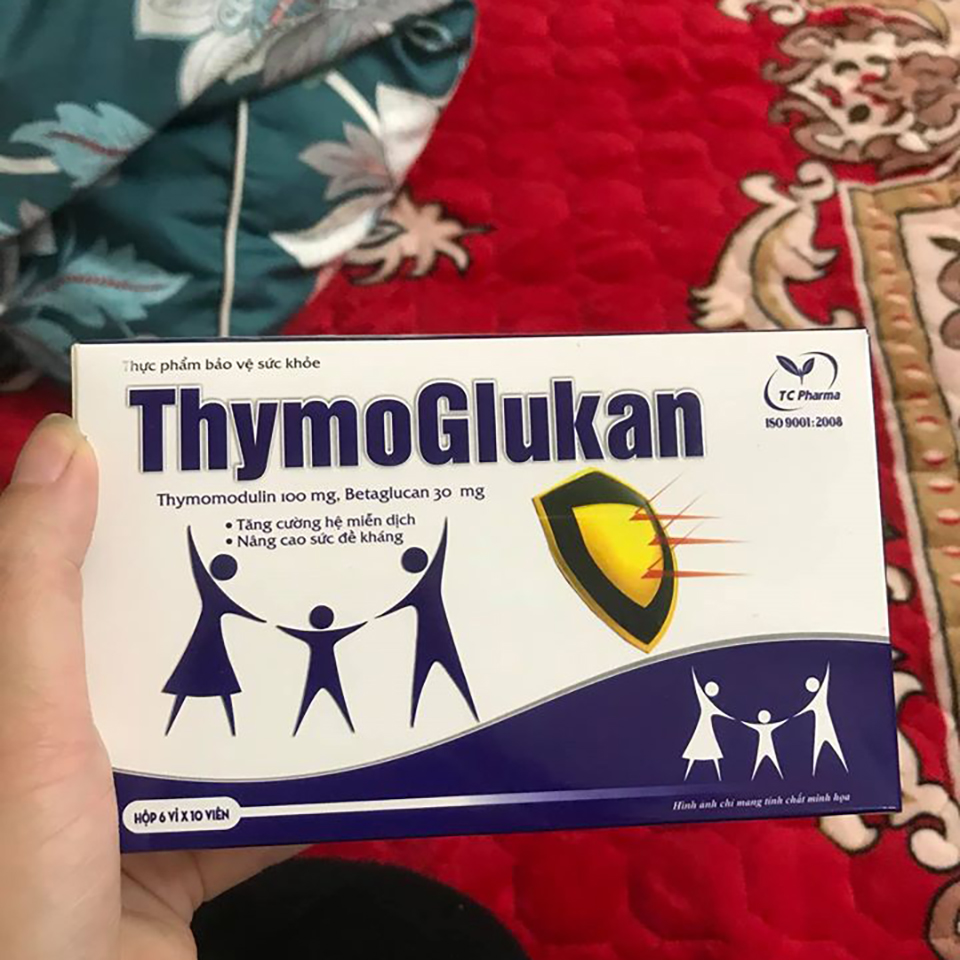 Thực phẩm bảo vệ sức khỏe
ThymoGlukan
TC Pharma
ISO 9001:2008
Thymomodulin 100 mg, Betaglucan 30 mg
• Tăng cường hệ miễn dịch
• Nâng cao sức đề kháng
HỘP 6 VỈ X 10 VIÊN
Hình ảnh chỉ mang tính chất minh họa